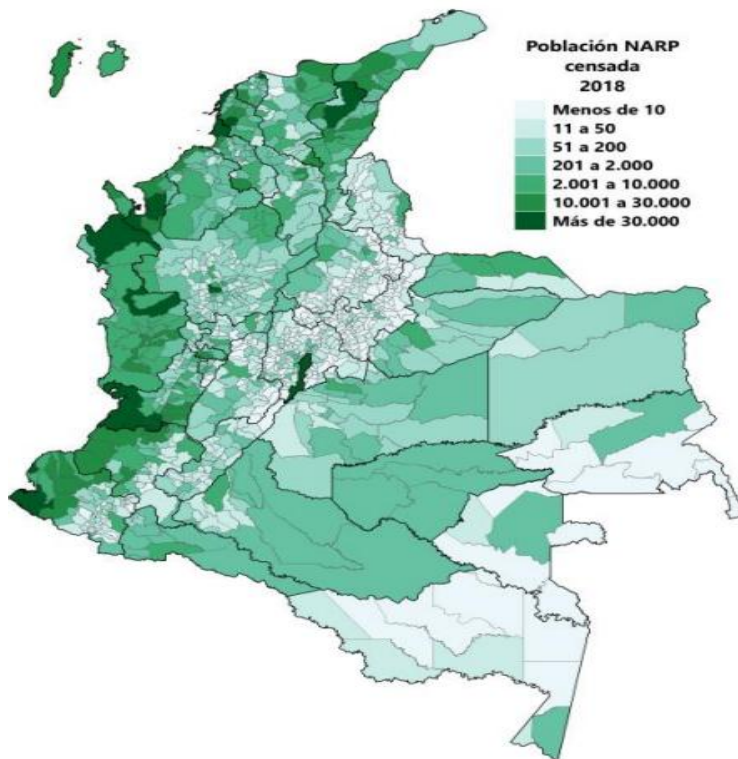 Población NARP
censada
2018
Menos de 10
11 a 50
51 a 200
201 a 2.000
2.001 a 10.000
10.001 a 30.000
Más de 30.000